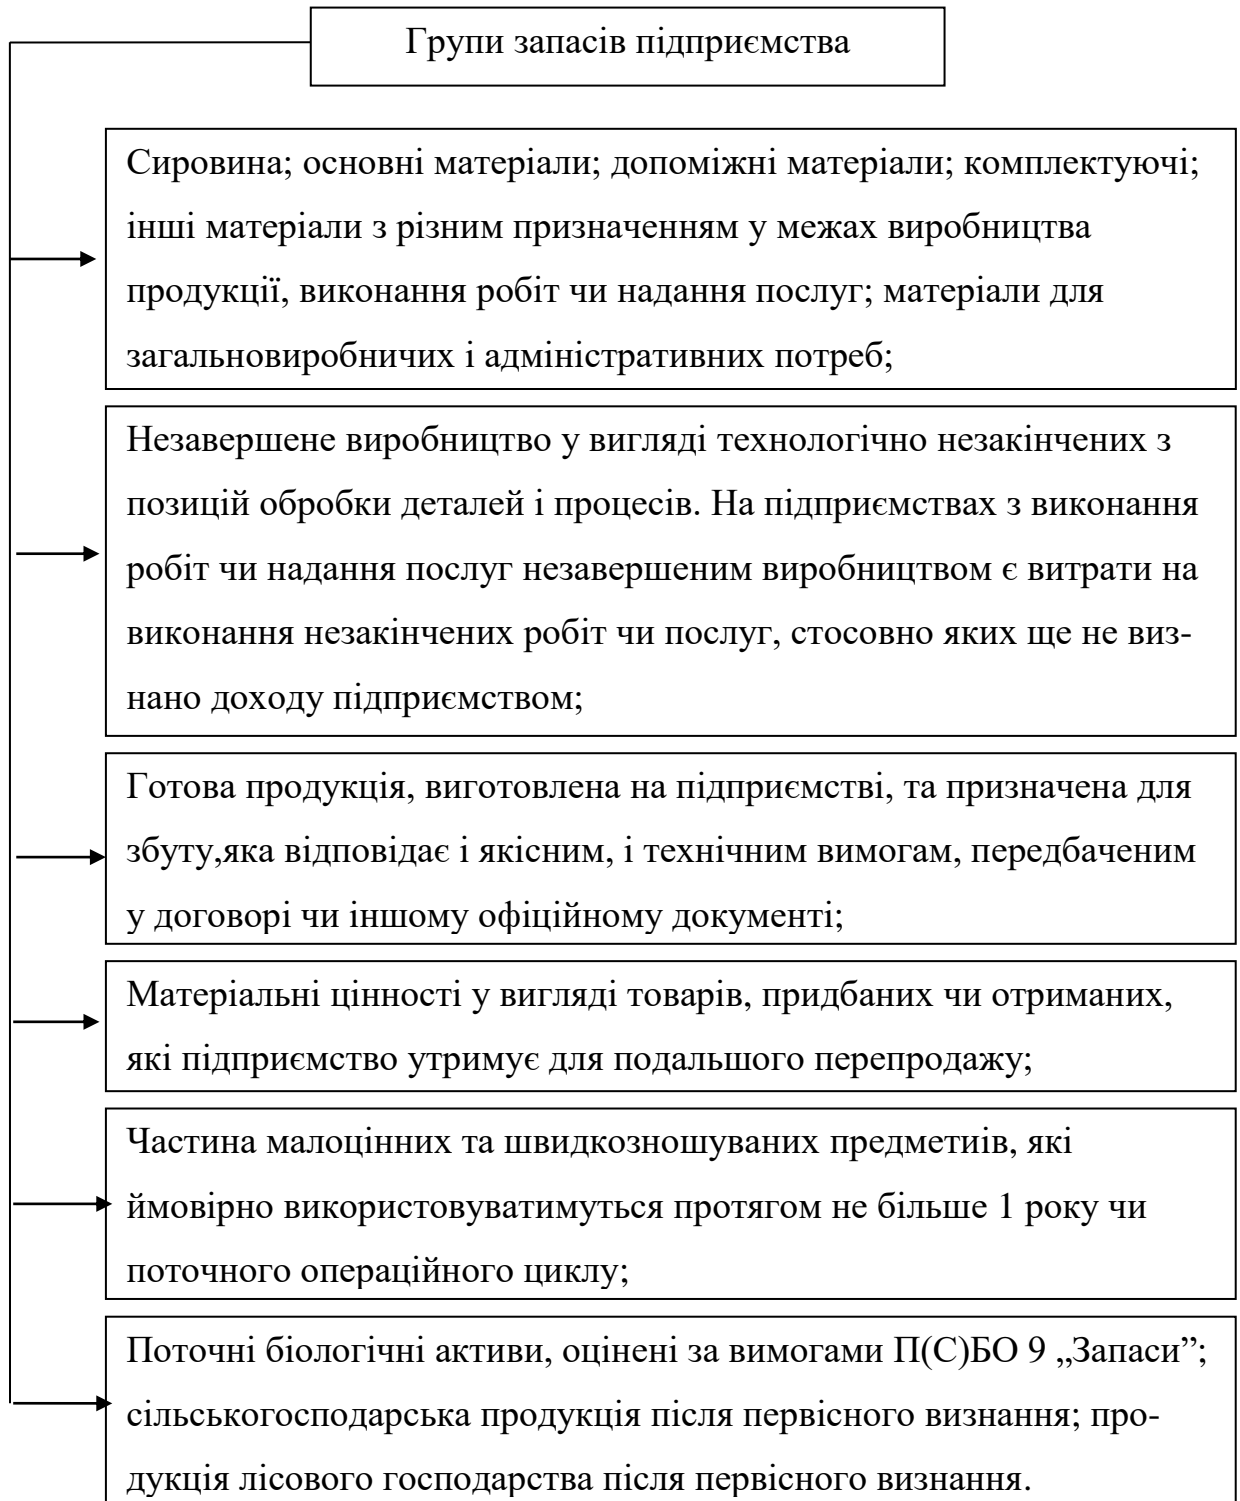 Групи запасів підприємства
Сировина; основні матеріали; допоміжні матеріали; комплектуючі;
інші матеріали з різним призначенням у межах виробництва
продукції, виконання робіт чи надання послуг; матеріали для
загальновиробничих і адміністративних потреб;
Незавершене виробництво у вигляді технологічно незакінчених з
позицій обробки деталей і процесів. На підприємствах з виконання
робіт чи надання послуг незавершеним виробництвом є витрати на
виконання незакінчених робіт чи послуг, стосовно яких ще не виз-
нано доходу підприємством;
Готова продукція, виготовлена на підприємстві, та призначена для
збуту,яка відповідає і якісним, і технічним вимогам, передбаченим
у договорі чи іншому офіційному документі;
Матеріальні цінності у вигляді товарів, придбаних чи отриманих,
які підприємство утримує для подальшого перепродажу;
Частина малоцінних та швидкозношуваних предметиів, які
ймовірно використовуватимуться протягом не більше 1 року чи
поточного операційного циклу;
Поточні біологічні активи, оцінені за вимогами П(С)БО 9 „Запаси”;
сільськогосподарська продукція після первісного визнання; про-
дукція лісового господарства після первісного визнання.